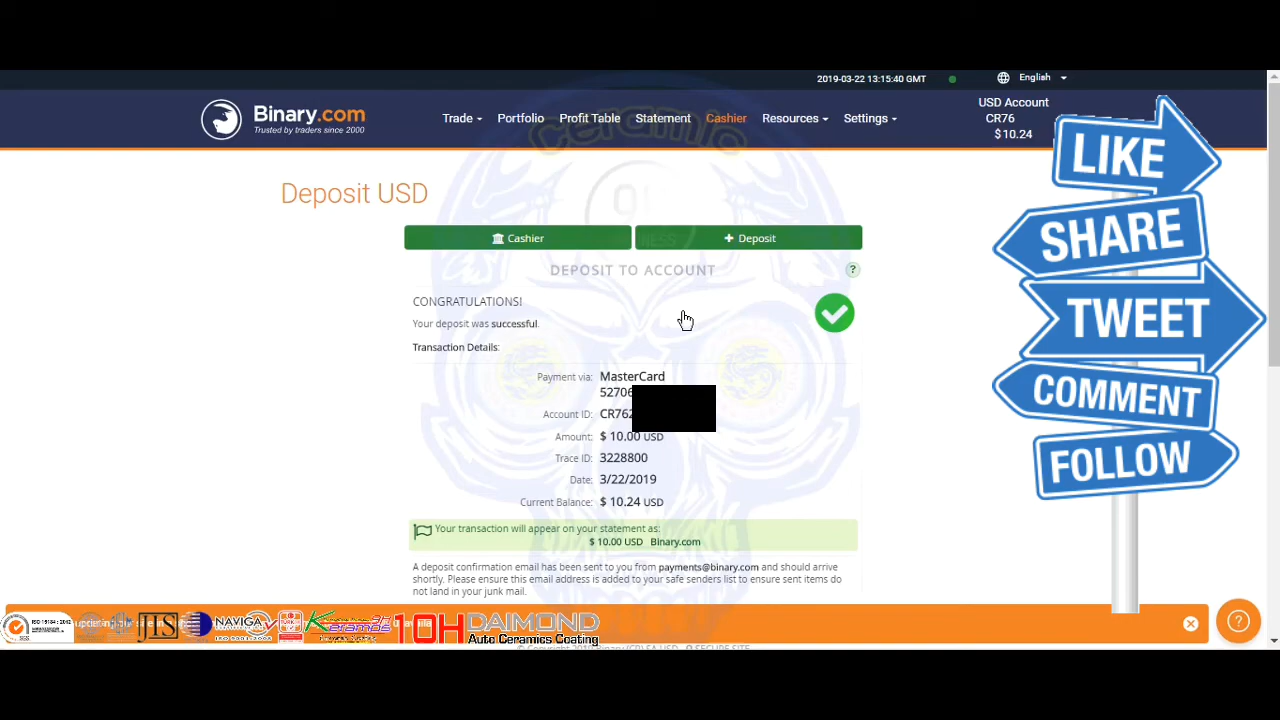 2019-03-22 13:15:40 GMT
English
Binary.com
Trusted by traders since 2000
Trade
Portfolio
Profit Table
Statement
Cashier
Resources
Settings
USD Account
CR76
$10.24
LIKE
SHARE
TWEET
COMMENT
FOLLOW
ceramic
9H
Deposit USD
Cashier
Deposit
DEPOSIT TO ACCOUNT
?
CONGRATULATIONS!
Your deposit was successful.
Transaction Details:
Payment via: MasterCard
52706
Account ID: CR762
Amount: $ 10.00 USD
Trace ID: 3228800
Date: 3/22/2019
Current Balance: $ 10.24 USD
Your transaction will appear on your statement as:
$ 10.00 USD Binary.com
A deposit confirmation email has been sent to you from payments@binary.com and should arrive
shortly. Please ensure this email address is added to your safe senders list to ensure sent items do
not land in your junk mail.
JIS
NAVIGA
10H DAIMOND
Auto Ceramics Coating
?